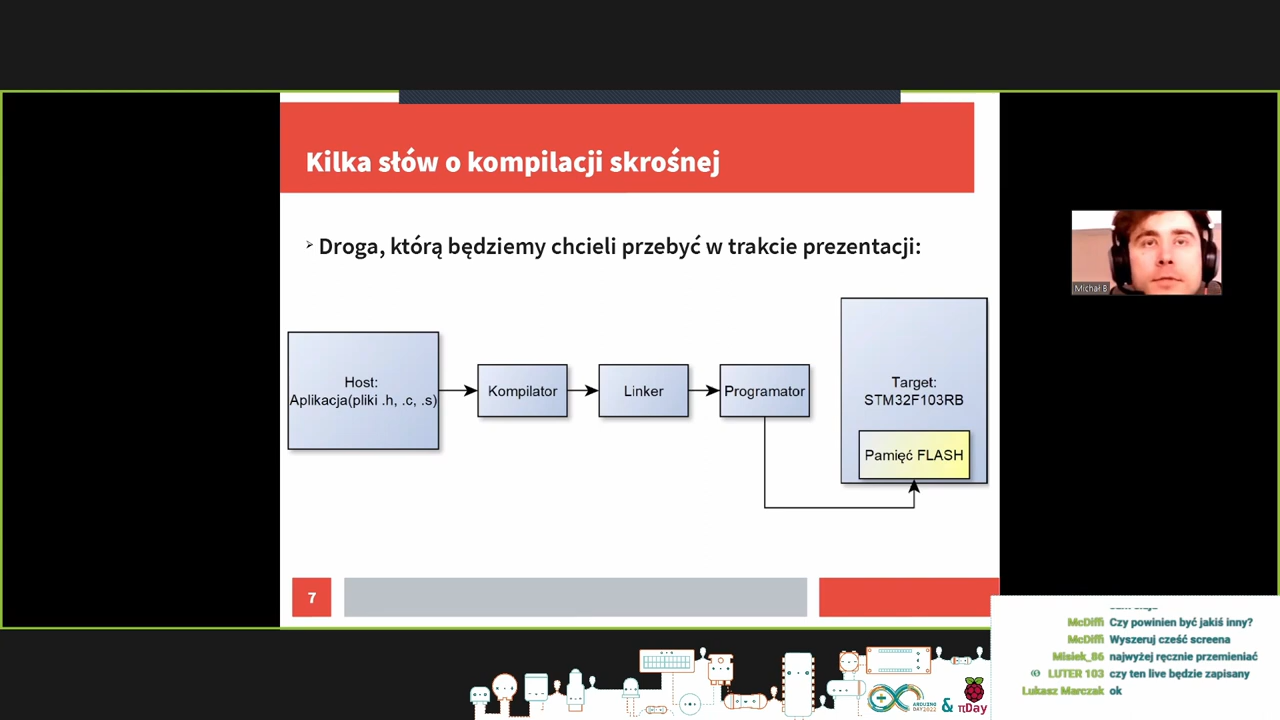 Kilka słów o kompilacji skrośnej
Droga, którą będziemy chcieli przebyć w trakcie prezentacji:
Host:
Aplikacja(pliki .h, .c, .s)
Kompilator
Linker
Programator
Target:
STM32F103RB
Pamięć FLASH
7
Michał B
McDiffi Czy powinien być jakiś inny?
McDiffi Wyszeruj cześć screena
Misiek_86 najwyżej ręcznie przemieniać
LUTER 103 czy ten live będzie zapisany
Lukasz Marczak ok
ARDUINO
DAY2022
& πDay